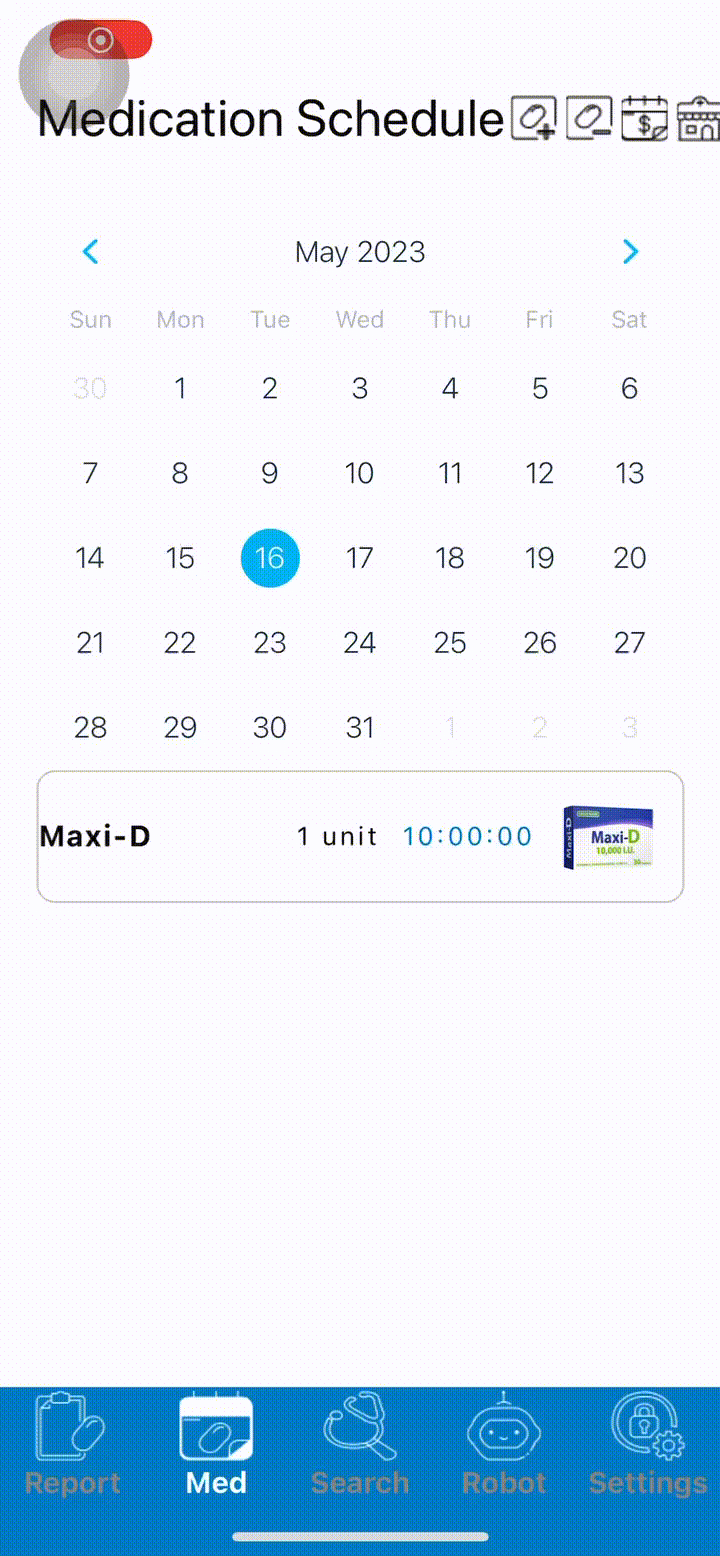 Medication Schedule
$
May 2023
Sun Mon Tue Wed Thu Fri Sat
30 1 2 3 4 5 6
7 8 9 10 11 12 13
14 15 16 17 18 19 20
21 22 23 24 25 26 27
28 29 30 31 1 2 3
Maxi-D 1 unit 10:00:00
Maxi-D
Maxi-D
10,000 I.U.
Report Med Search Robot Settings